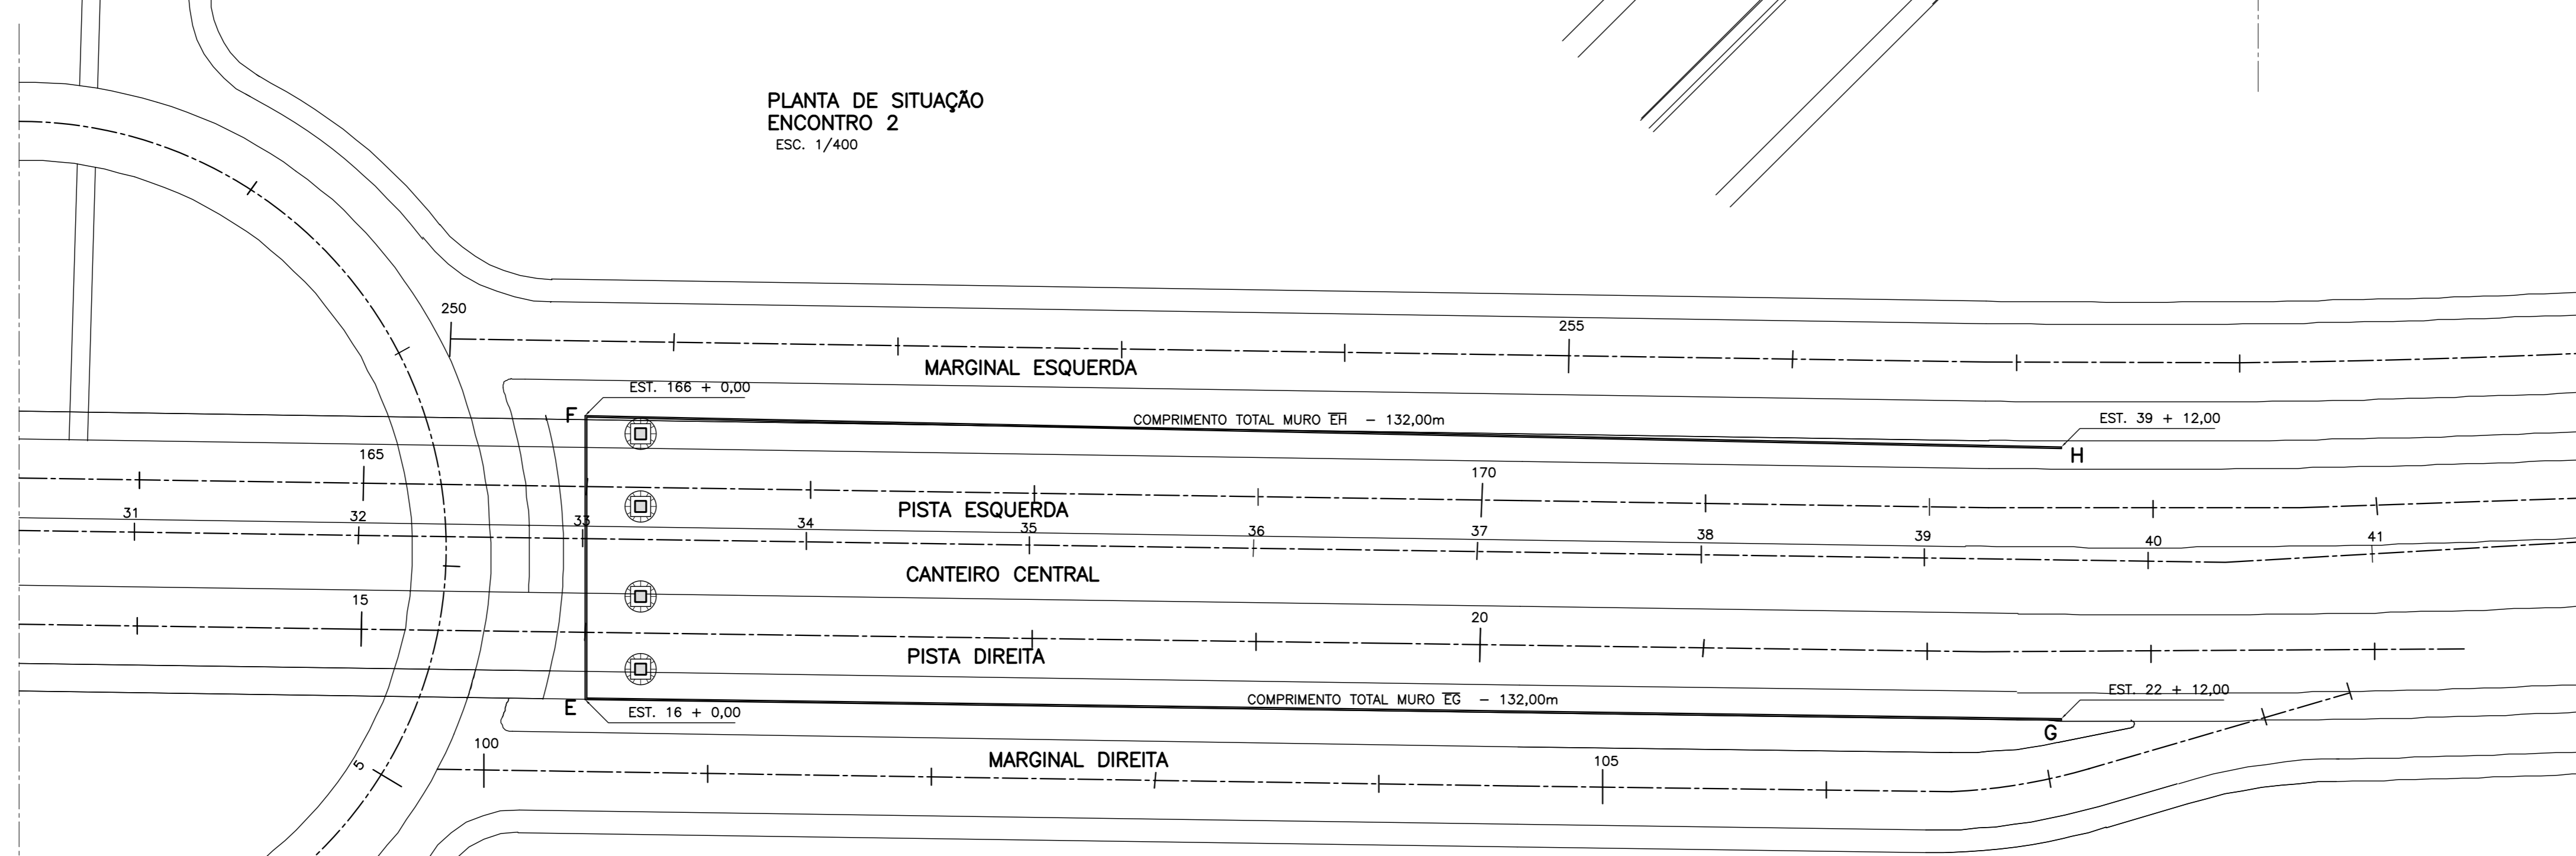 PLANTA DE SITUAÇÃO
ENCONTRO 2
ESC. 1/400
250
255
MARGINAL ESQUERDA
EST. 166 + 0,00
F
COMPRIMENTO TOTAL MURO EH - 132,00m
EST. 39 + 12,00
H
165
170
PISTA ESQUERDA
31
32
33
34
35
36
37
38
39
40
41
CANTEIRO CENTRAL
15
20
PISTA DIREITA
COMPRIMENTO TOTAL MURO EG - 132,00m
EST. 22 + 12,00
E
EST. 16 + 0,00
G
100
MARGINAL DIREITA
105
5